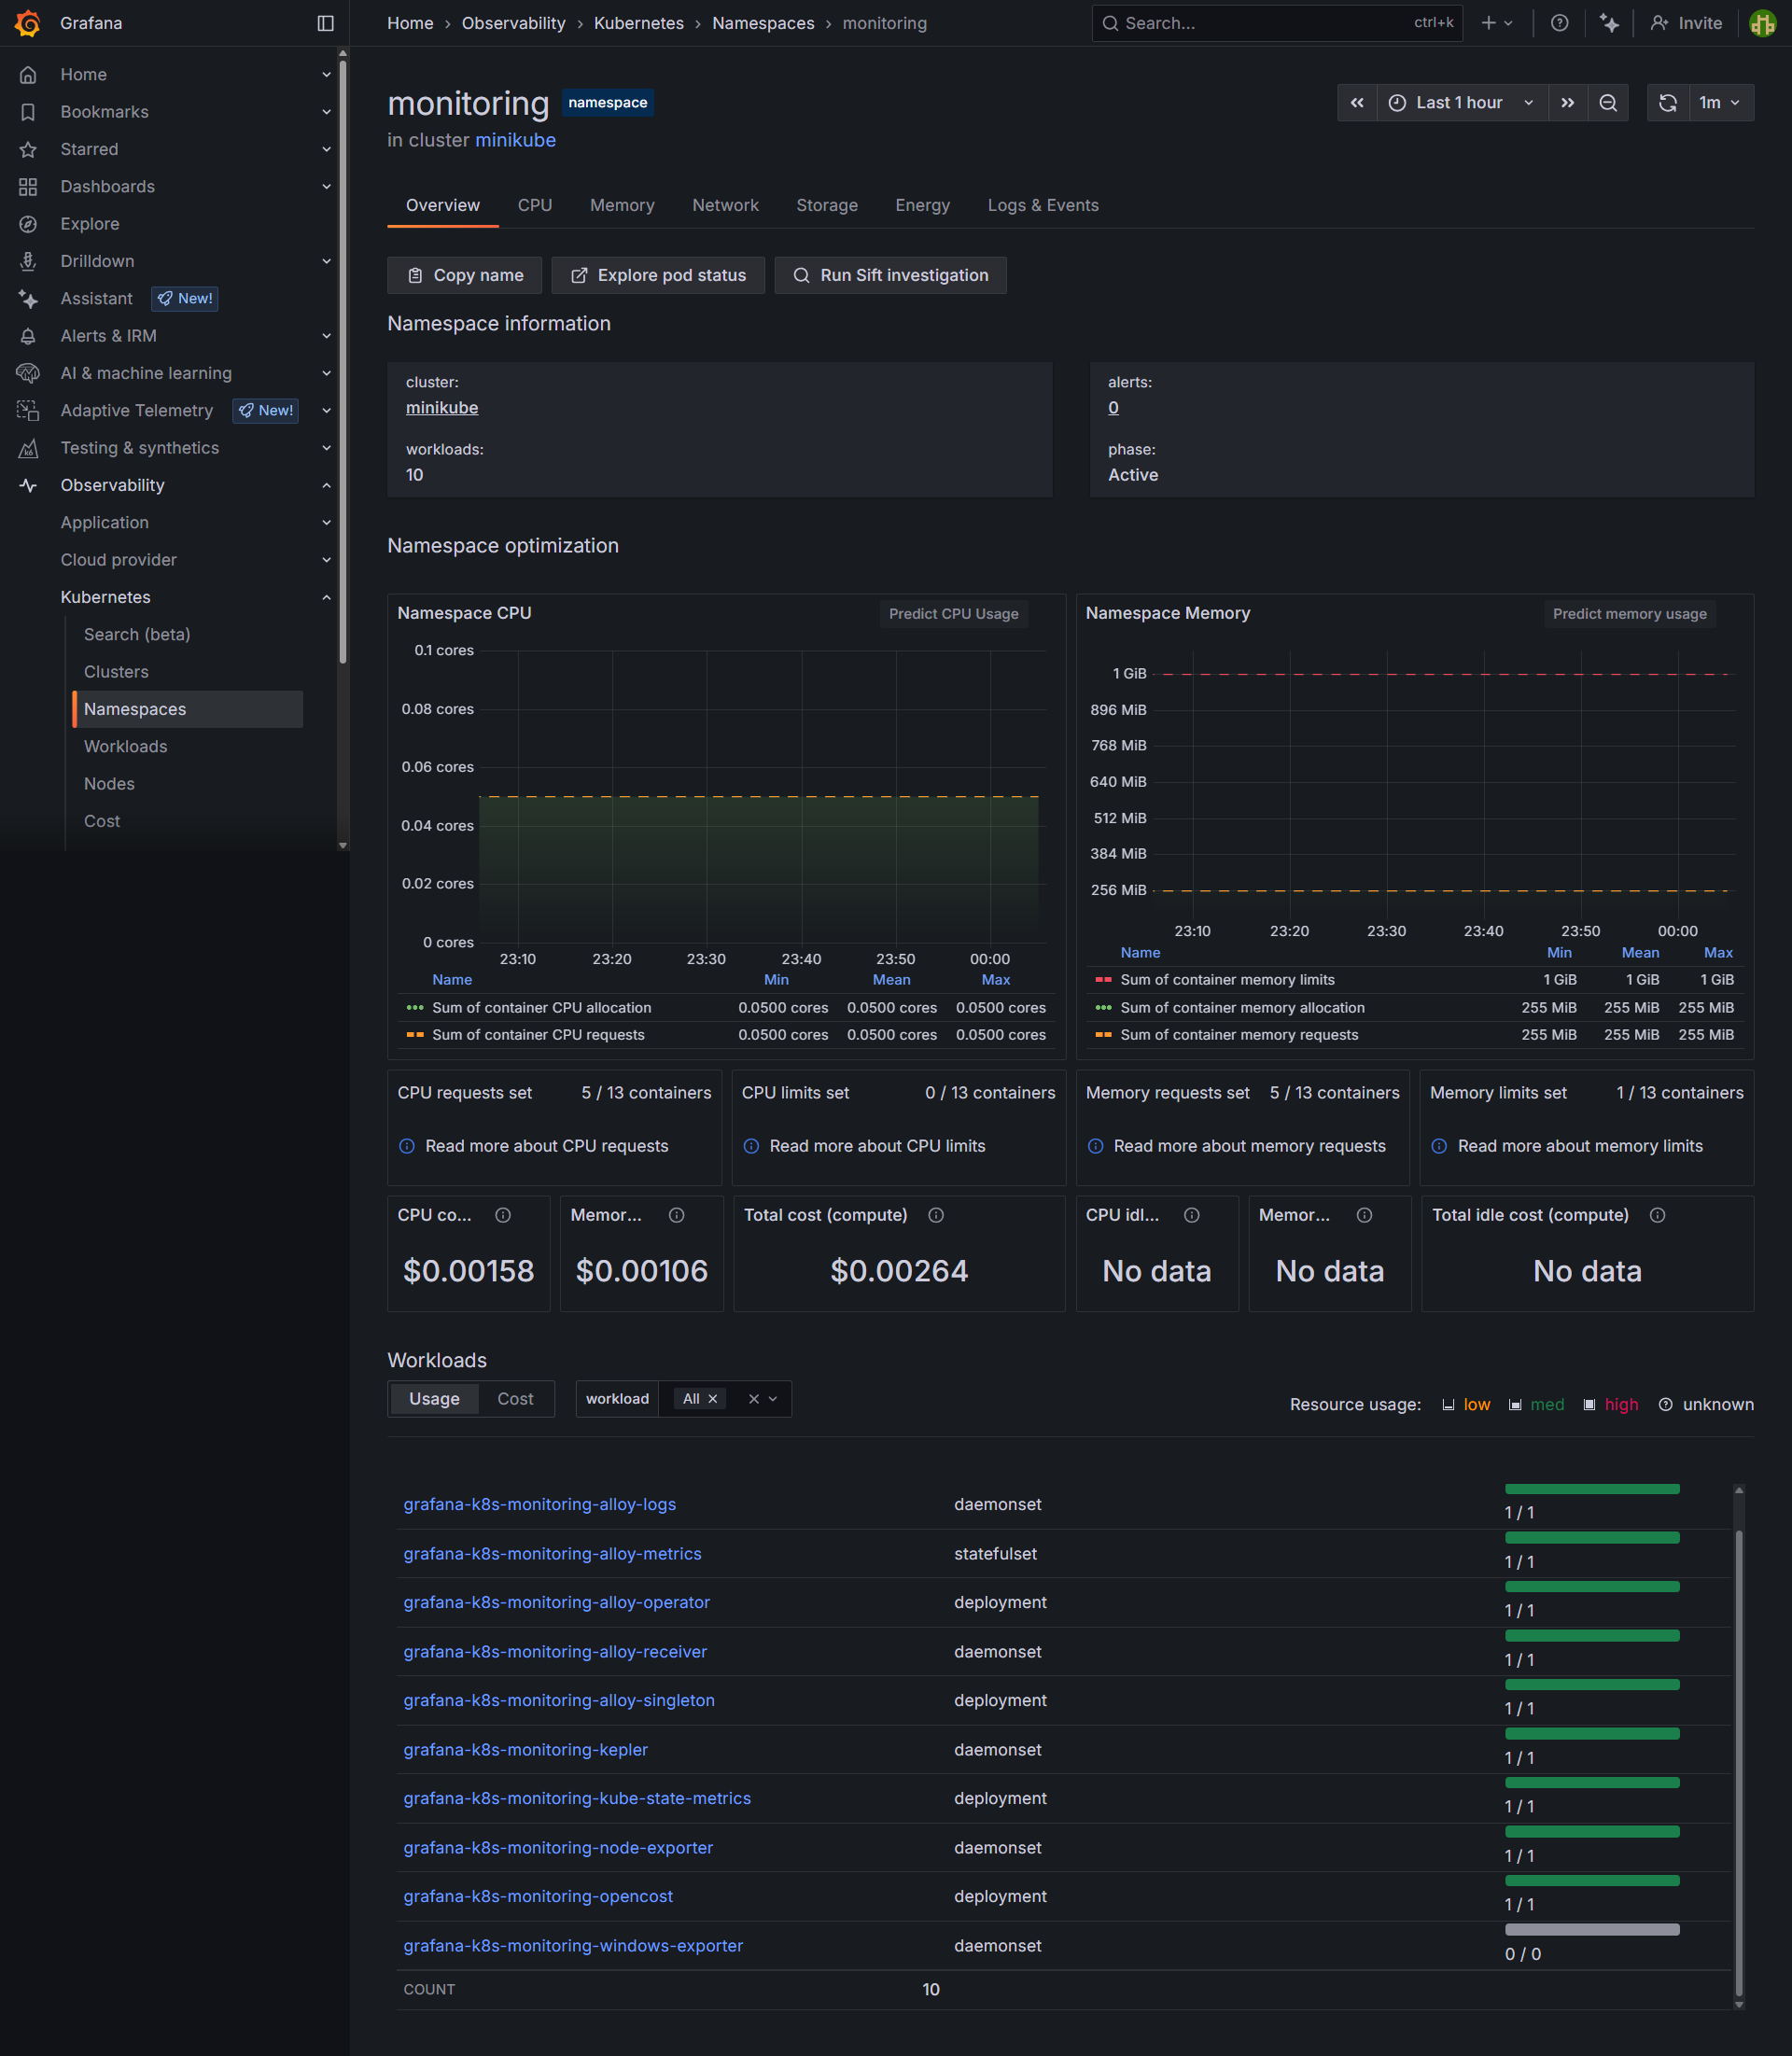 Grafana
Home › Observability › Kubernetes › Namespaces › monitoring
Search... ctrl+k
Invite
Home
Bookmarks
Starred
Dashboards
Explore
Drilldown
Assistant New!
Alerts & IRM
AI & machine learning
Adaptive Telemetry New!
Testing & synthetics
Observability
Application
Cloud provider
Kubernetes
Search (beta)
Clusters
Namespaces
Workloads
Nodes
Cost
monitoring namespace
in cluster minikube
Last 1 hour
1m
Overview CPU Memory Network Storage Energy Logs & Events
Copy name Explore pod status Run Sift investigation
Namespace information
cluster:
minikube
workloads:
10
alerts:
0
phase:
Active
Namespace optimization
Namespace CPU Predict CPU Usage
0.1 cores
0.08 cores
0.06 cores
0.04 cores
0.02 cores
0 cores
23:10 23:20 23:30 23:40 23:50 00:00
Name Min Mean Max
Sum of container CPU allocation 0.0500 cores 0.0500 cores 0.0500 cores
Sum of container CPU requests 0.0500 cores 0.0500 cores 0.0500 cores
Namespace Memory Predict memory usage
1 GiB
896 MiB
768 MiB
640 MiB
512 MiB
384 MiB
256 MiB
23:10 23:20 23:30 23:40 23:50 00:00
Name Min Mean Max
Sum of container memory limits 1 GiB 1 GiB 1 GiB
Sum of container memory allocation 255 MiB 255 MiB 255 MiB
Sum of container memory requests 255 MiB 255 MiB 255 MiB
CPU requests set 5 / 13 containers
Read more about CPU requests
CPU limits set 0 / 13 containers
Read more about CPU limits
Memory requests set 5 / 13 containers
Read more about memory requests
Memory limits set 1 / 13 containers
Read more about memory limits
CPU co...
$0.00158
Memor...
$0.00106
Total cost (compute)
$0.00264
CPU idl...
No data
Memor...
No data
Total idle cost (compute)
No data
Workloads
Usage Cost workload All
Resource usage: low med high unknown
grafana-k8s-monitoring-alloy-logs daemonset 1 / 1
grafana-k8s-monitoring-alloy-metrics statefulset 1 / 1
grafana-k8s-monitoring-alloy-operator deployment 1 / 1
grafana-k8s-monitoring-alloy-receiver daemonset 1 / 1
grafana-k8s-monitoring-alloy-singleton deployment 1 / 1
grafana-k8s-monitoring-kepler daemonset 1 / 1
grafana-k8s-monitoring-kube-state-metrics deployment 1 / 1
grafana-k8s-monitoring-node-exporter daemonset 1 / 1
grafana-k8s-monitoring-opencost deployment 1 / 1
grafana-k8s-monitoring-windows-exporter daemonset 0 / 0
COUNT 10